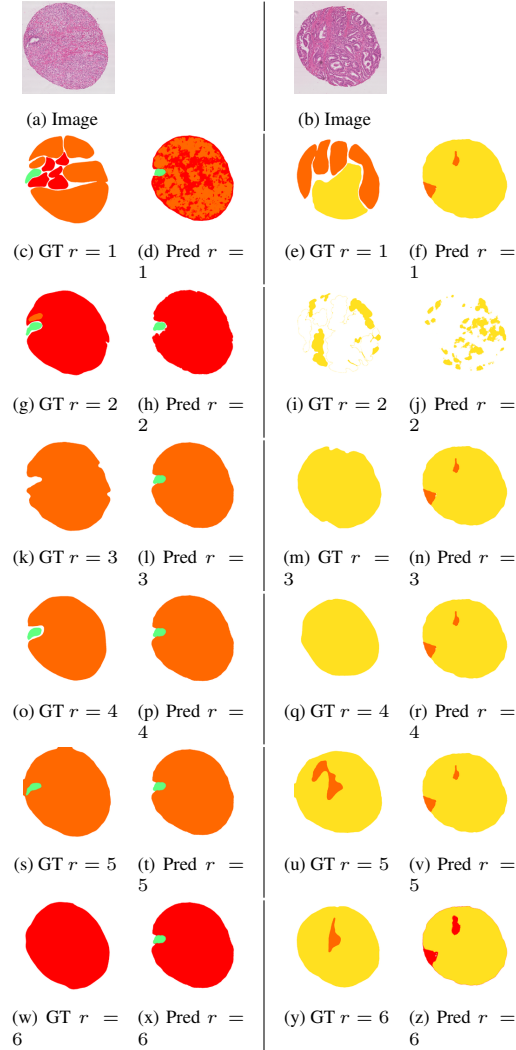 (a) Image
(b) Image
(c) GT r = 1
(d) Pred r =
1
(e) GT r = 1
(f) Pred r =
1
(g) GT r = 2
(h) Pred r =
2
(i) GT r = 2
(j) Pred r =
2
(k) GT r = 3
(l) Pred r =
3
(m) GT r =
3
(n) Pred r =
3
(o) GT r = 4
(p) Pred r =
4
(q) GT r = 4
(r) Pred r =
4
(s) GT r = 5
(t) Pred r =
5
(u) GT r = 5
(v) Pred r =
5
(w) GT r =
6
(x) Pred r =
6
(y) GT r = 6
(z) Pred r =
6